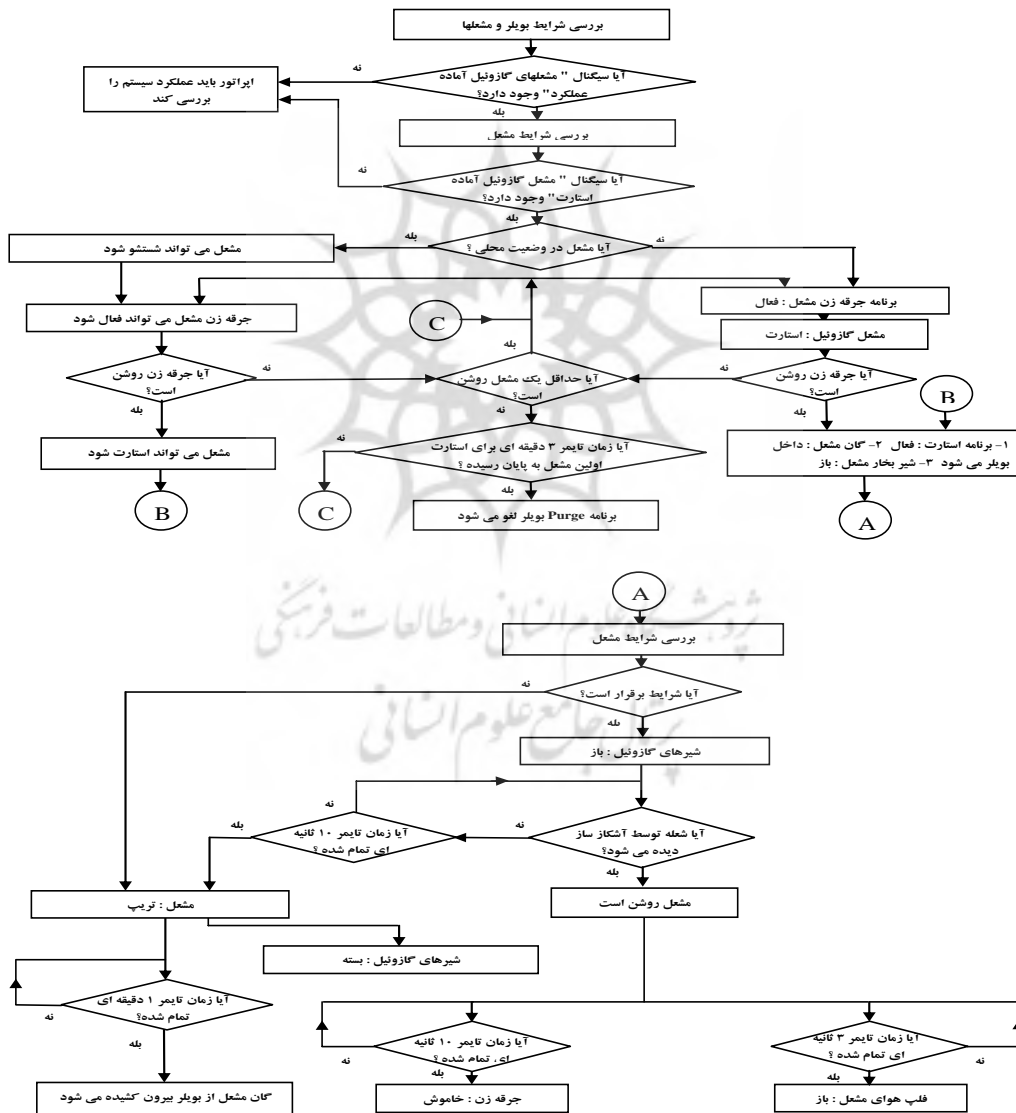 بررسی شرایط بویلر و مشعلها
آیا سیگنال " مشعلهای گازوئیل آماده
عملکرد" وجود دارد؟
نه
بله
اپراتور باید عملکرد سیستم را
بررسی کند
بررسی شرایط مشعل
آیا سیگنال " مشعل گازوئیل آماده
استارت" وجود دارد؟
نه
بله
آیا مشعل در وضعیت محلی ؟
نه
بله
مشعل می تواند شستشو شود
برنامه جرقه زن مشعل : فعال
جرقه زن مشعل می تواند فعال شود
C
مشعل گازوئیل : استارت
بله
آیا جرقه زن روشن
است؟
نه
بله
آیا حداقل یک مشعل روشن
است؟
نه
آیا جرقه زن روشن
است؟
نه
بله
B
مشعل می تواند استارت شود
آیا زمان تایمر ۳ دقیقه ای برای استارت
اولین مشعل به پایان رسیده ؟
نه
بله
۱- برنامه استارت : فعال ۲- گان مشعل : داخل
بویلر می شود ۳- شیر بخار مشعل : باز
B
C
برنامه Purge بویلر لغو می شود
A
A
پژوهشگاه علوم انسانی و مطالعات فرهنگی
بررسی شرایط مشعل
آیا شرایط برقرار است؟
نه
بله
پرتال جامع علوم انسانی
شیرهای گازوئیل : باز
نه
آیا شعله توسط آشکاز ساز
دیده می شود؟
نه
بله
آیا زمان تایمر ۱۰ ثانیه
ای تمام شده ؟
بله
مشعل : تریپ
مشعل روشن است
شیرهای گازوئیل : بسته
آیا زمان تایمر ۱ دقیقه ای
تمام شده؟
نه
بله
آیا زمان تایمر ۱۰ ثانیه
ای تمام شده ؟
نه
بله
آیا زمان تایمر ۳ ثانیه
ای تمام شده ؟
نه
بله
گان مشعل از بویلر بیرون کشیده می شود
جرقه زن : خاموش
فلپ هوای مشعل : باز